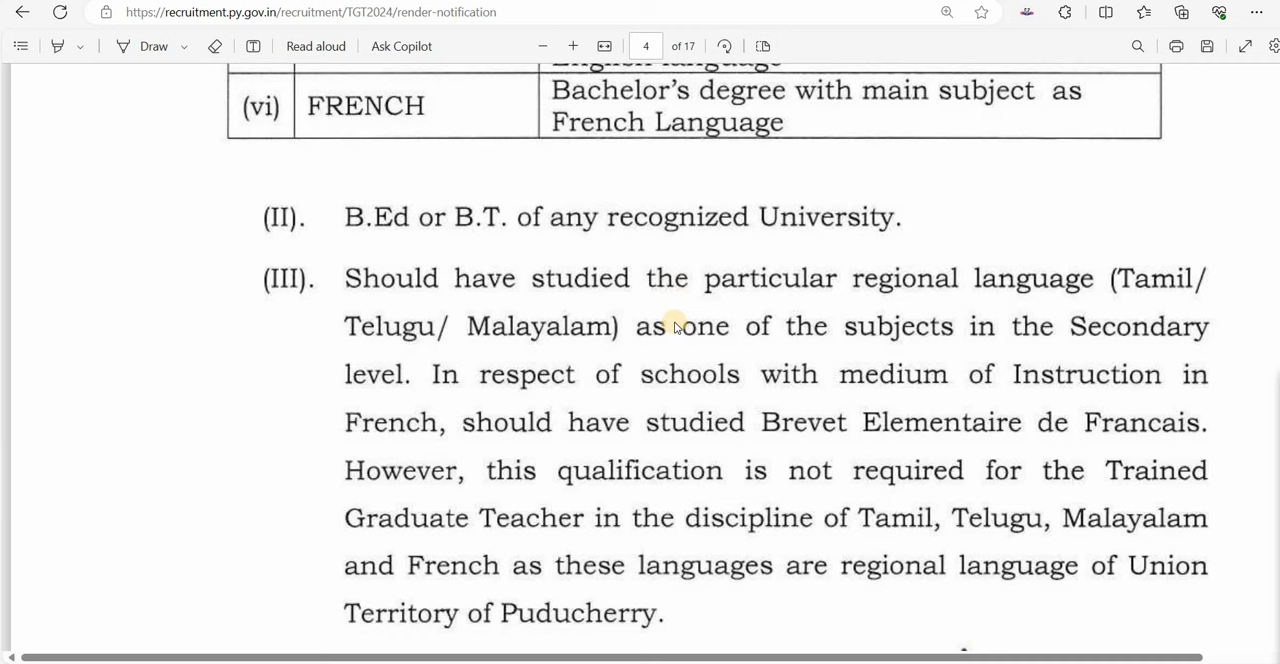 https://recruitment.py.gov.in/recruitment/TGT2024/render-notification
Draw
Read aloud
Ask Copilot
4 of 17
English language
(vi) FRENCH Bachelor's degree with main subject as
French Language
(II). B.Ed or B.T. of any recognized University.
(III). Should have studied the particular regional language (Tamil/
Telugu/ Malayalam) as one of the subjects in the Secondary
level. In respect of schools with medium of Instruction in
French, should have studied Brevet Elementaire de Francais.
However, this qualification is not required for the Trained
Graduate Teacher in the discipline of Tamil, Telugu, Malayalam
and French as these languages are regional language of Union
Territory of Puducherry.